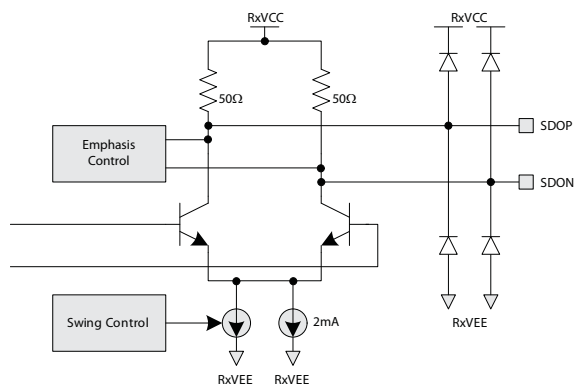 RxVCC
RxVCC
50Ω
50Ω
SDOP
Emphasis
Control
SDON
Swing Control
2mA
RxVEE
RxVEE
RxVEE